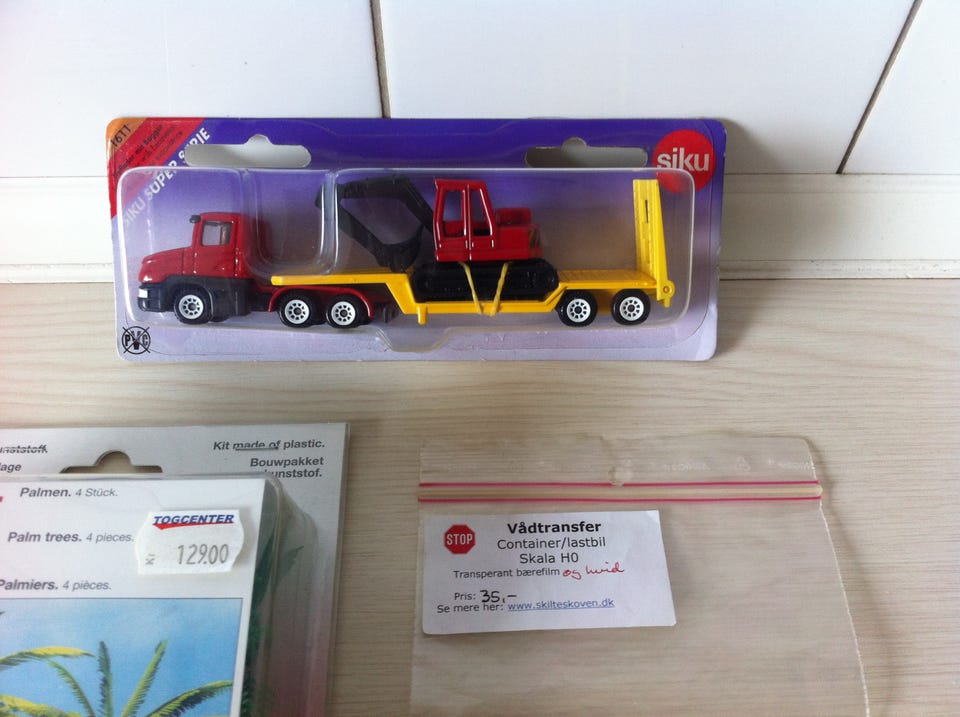 1611
SIKU SUPER SERIE
siku
PVC
Kit made of plastic.
Bouwpakket
kunststof.
Palmen. 4 Stück.
Palm trees. 4 pieces.
Palmiers. 4 pièces.
TOGCENTER
Kr 129.00
STOP
Vådtransfer
Container/lastbil
Skala H0
Transperant bærefilm og hvid
Pris: 35,-
Se mere her: www.skilteskoven.dk